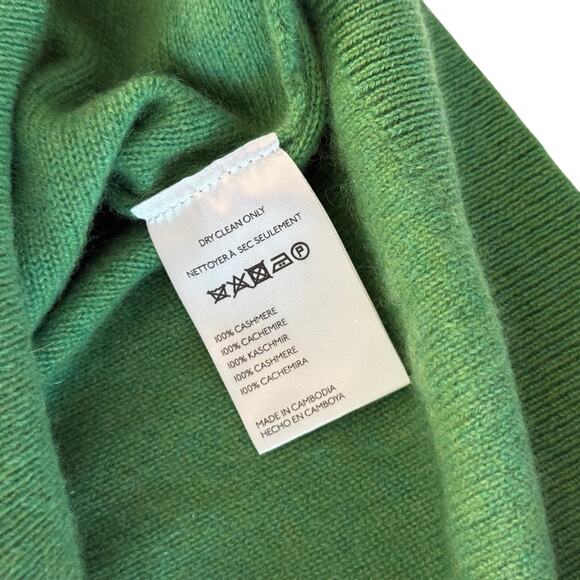 DRY CLEAN ONLY
NETTOYER À SEC SEULEMENT
P
100% CASHMERE
100% CACHEMIRE
100% KASCHMIR
100% CASHMERE
100% CACHEMIRA
MADE IN CAMBODIA
HECHO EN CAMBOYA